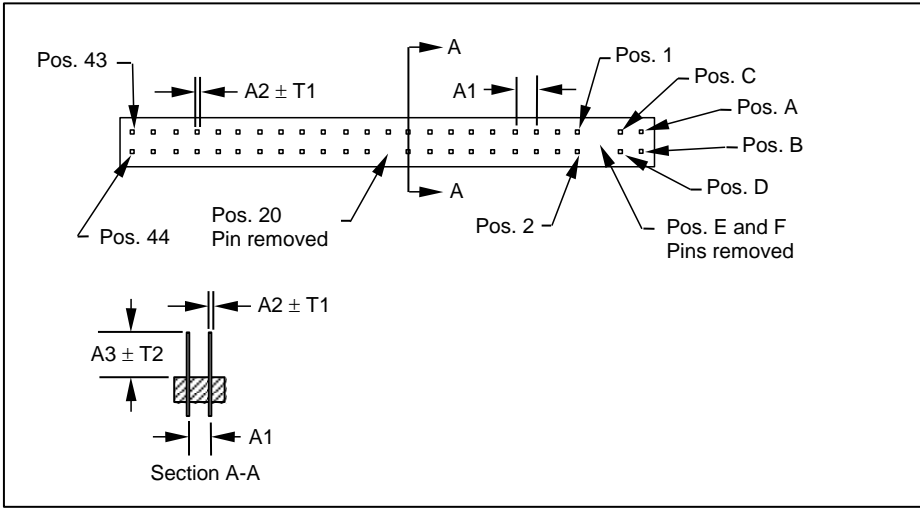 A
Pos. 1
Pos. 43
Pos. C
A2 ± T1
A1
Pos. A
Pos. B
Pos. D
A
Pos. 20
Pin removed
Pos. 2
Pos. E and F
Pins removed
Pos. 44
A2 ± T1
A3 ± T2
A1
Section A-A